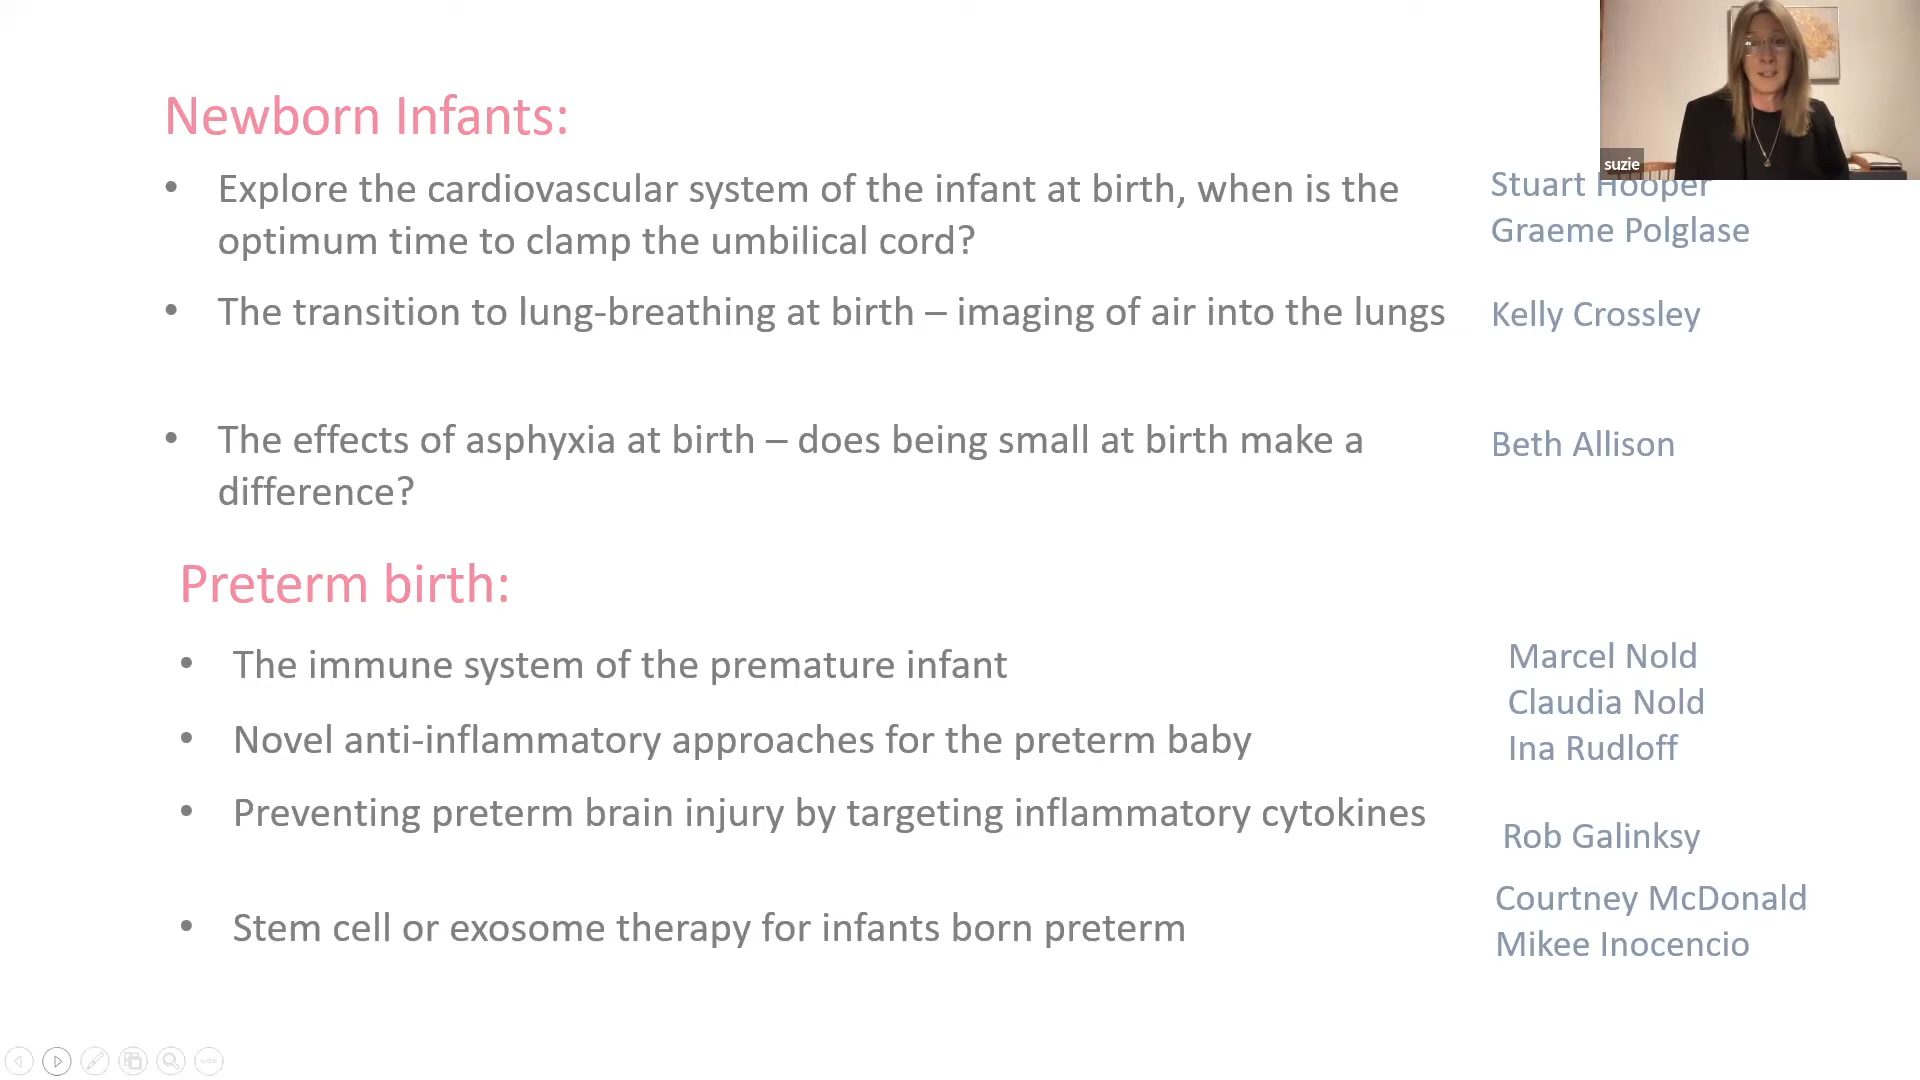 Newborn Infants:
• Explore the cardiovascular system of the infant at birth, when is the
optimum time to clamp the umbilical cord?
Stuart Hooper
Graeme Polglase
• The transition to lung-breathing at birth – imaging of air into the lungs
Kelly Crossley
• The effects of asphyxia at birth – does being small at birth make a
difference?
Beth Allison
Preterm birth:
• The immune system of the premature infant
• Novel anti-inflammatory approaches for the preterm baby
Marcel Nold
Claudia Nold
Ina Rudloff
• Preventing preterm brain injury by targeting inflammatory cytokines
Rob Galinksy
• Stem cell or exosome therapy for infants born preterm
Courtney McDonald
Mikee Inocencio
suzie